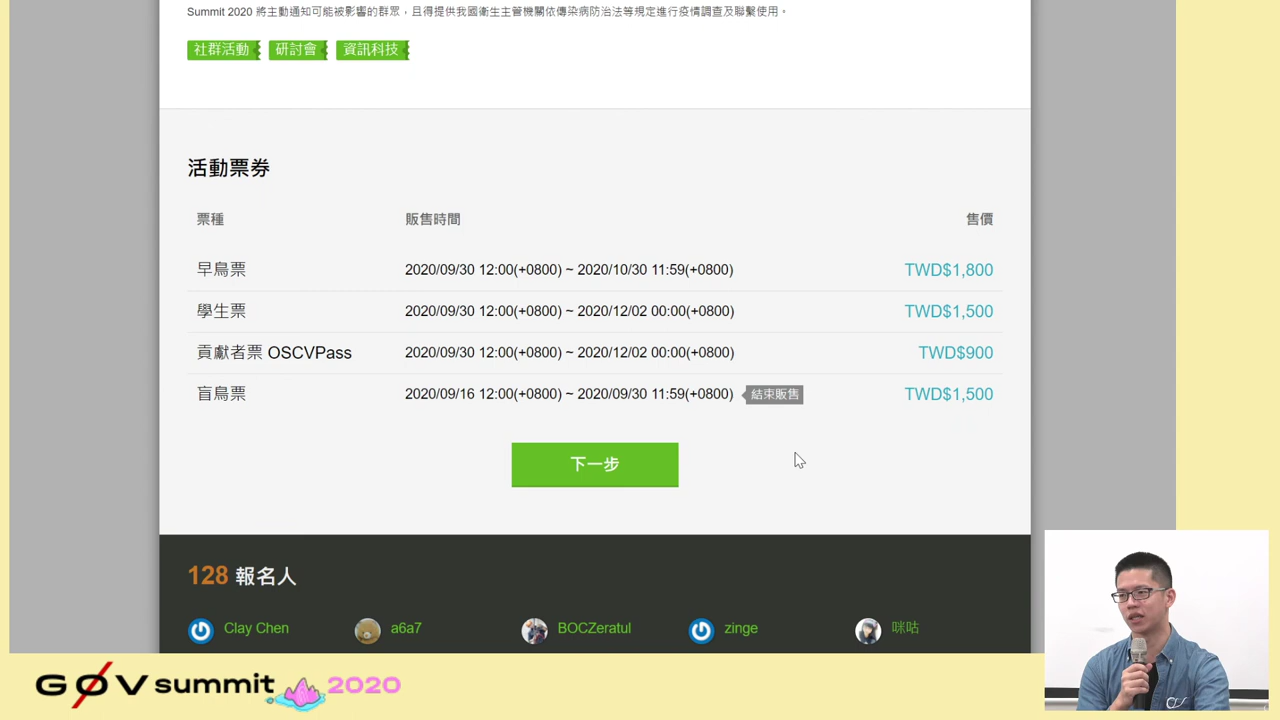 Summit 2020 將主動通知可能被影響的群眾，且得提供我國衛生主管機關依傳染病防治法等規定進行疫情調查及聯繫使用。
社群活動 研討會 資訊科技
活動票券
票種 販售時間 售價
早鳥票 2020/09/30 12:00(+0800) ~ 2020/10/30 11:59(+0800) TWD$1,800
學生票 2020/09/30 12:00(+0800) ~ 2020/12/02 00:00(+0800) TWD$1,500
貢獻者票 OSCVPass 2020/09/30 12:00(+0800) ~ 2020/12/02 00:00(+0800) TWD$900
盲鳥票 2020/09/16 12:00(+0800) ~ 2020/09/30 11:59(+0800) 結束販售 TWD$1,500
下一步
128 報名人
Clay Chen a6a7 BOCZeratul zinge 咪咕
GØV summit 2020